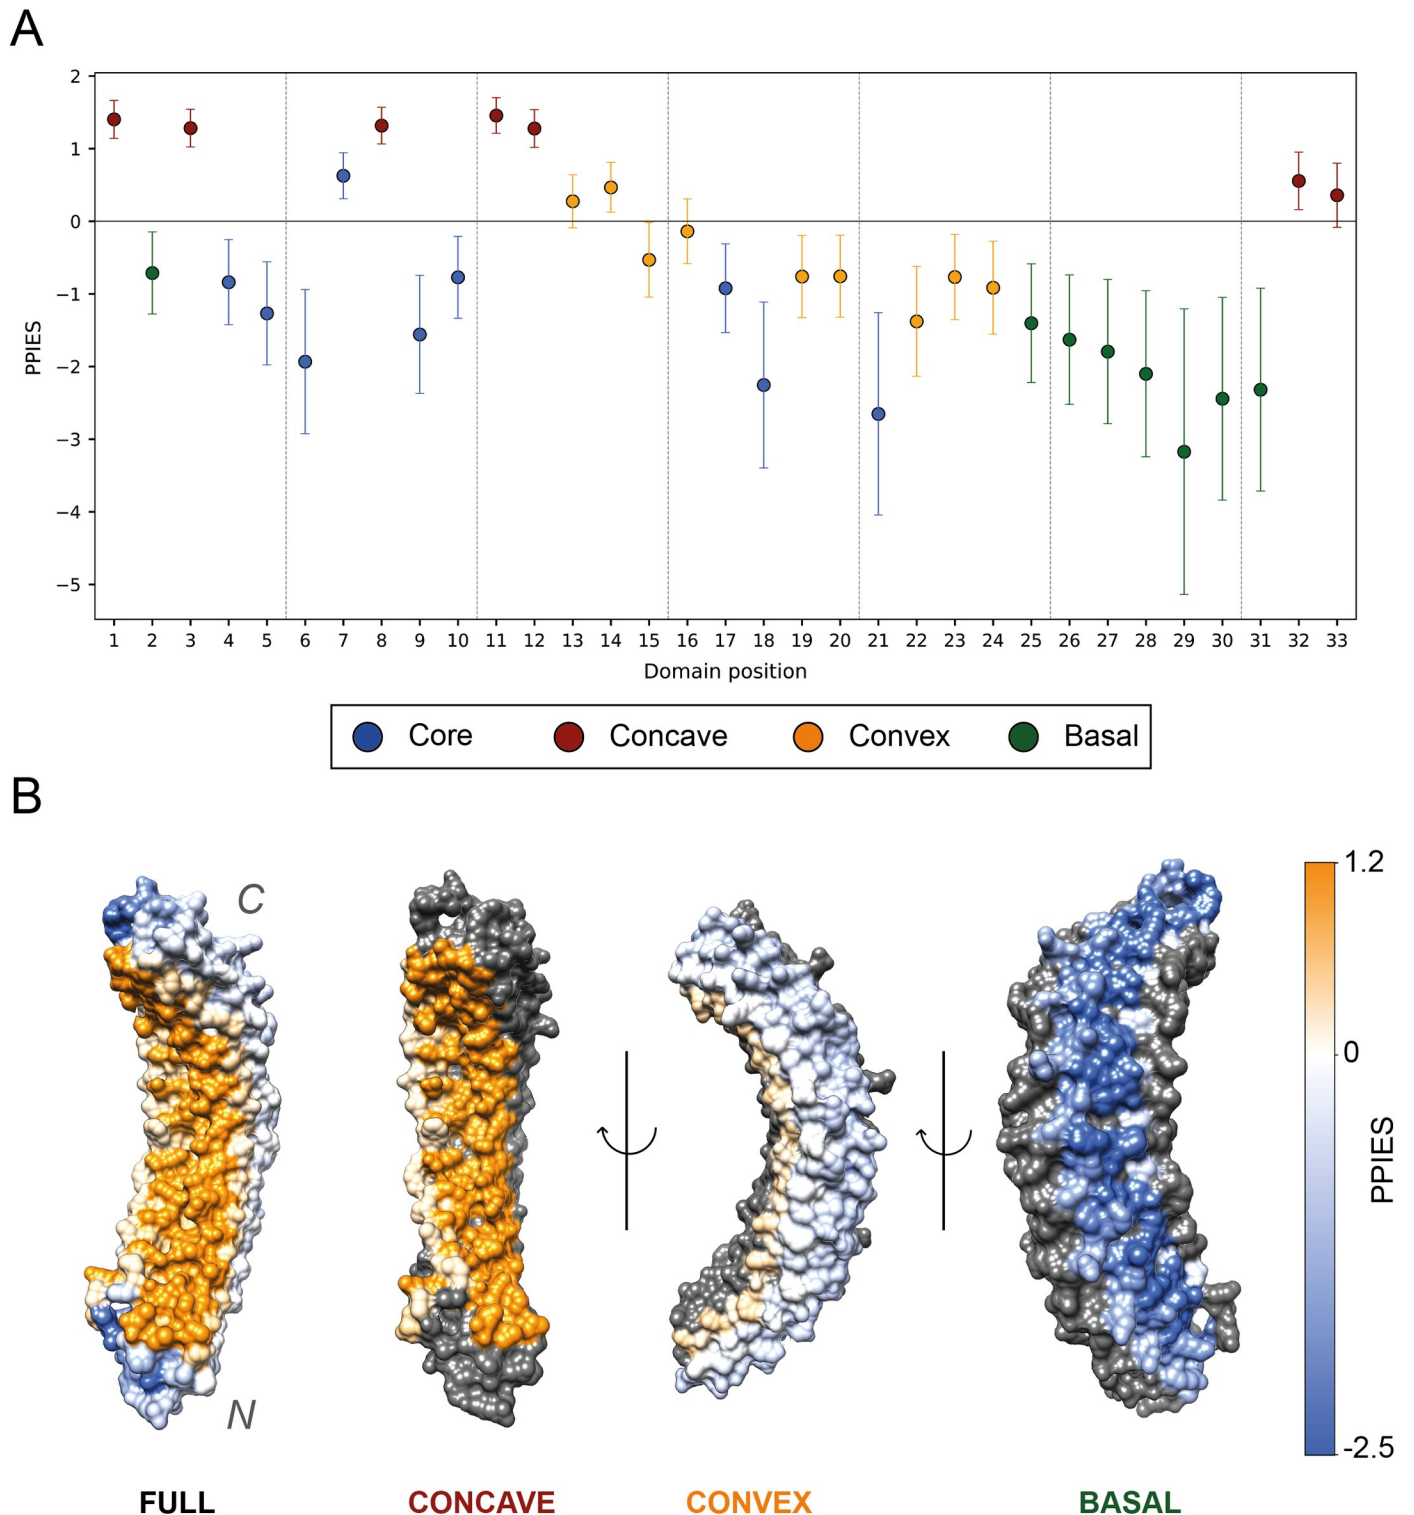 A
2
1
0
−1
−2
−3
−4
−5
PPIES
1 2 3 4 5 6 7 8 9 10 11 12 13 14 15 16 17 18 19 20 21 22 23 24 25 26 27 28 29 30 31 32 33
Domain position
Core Concave Convex Basal
B
C
N
1.2
0
-2.5
PPIES
FULL CONCAVE CONVEX BASAL